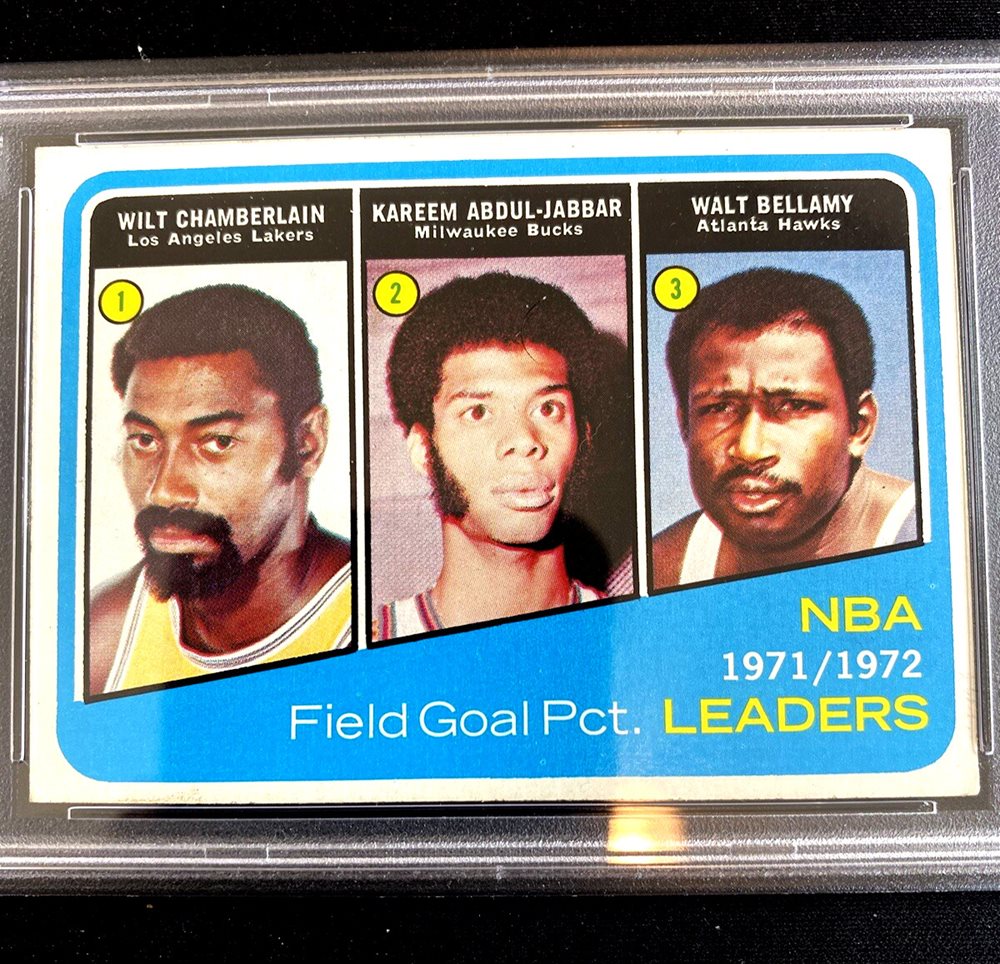 WILT CHAMBERLAIN
Los Angeles Lakers
1
KAREEM ABDUL-JABBAR
Milwaukee Bucks
2
WALT BELLAMY
Atlanta Hawks
3
NBA
1971/1972
Field Goal Pct. LEADERS